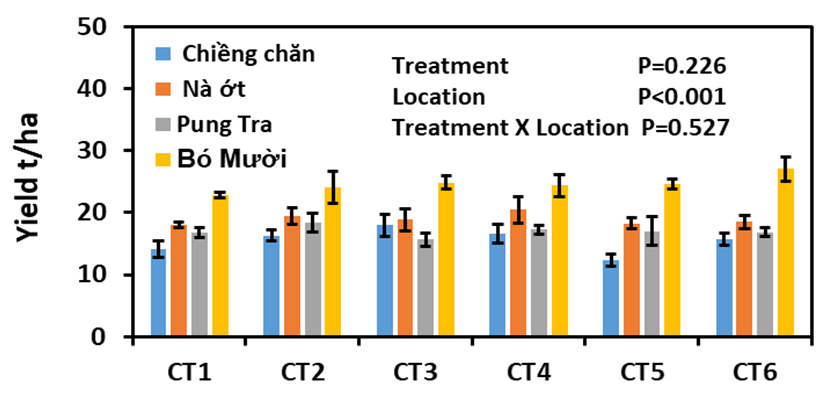 50
40
30
20
10
0
Yield t/ha
Chiềng chăn
Nà ớt
Pung Tra
Bó Mười
Treatment P=0.226
Location P<0.001
Treatment X Location P=0.527
CT1 CT2 CT3 CT4 CT5 CT6